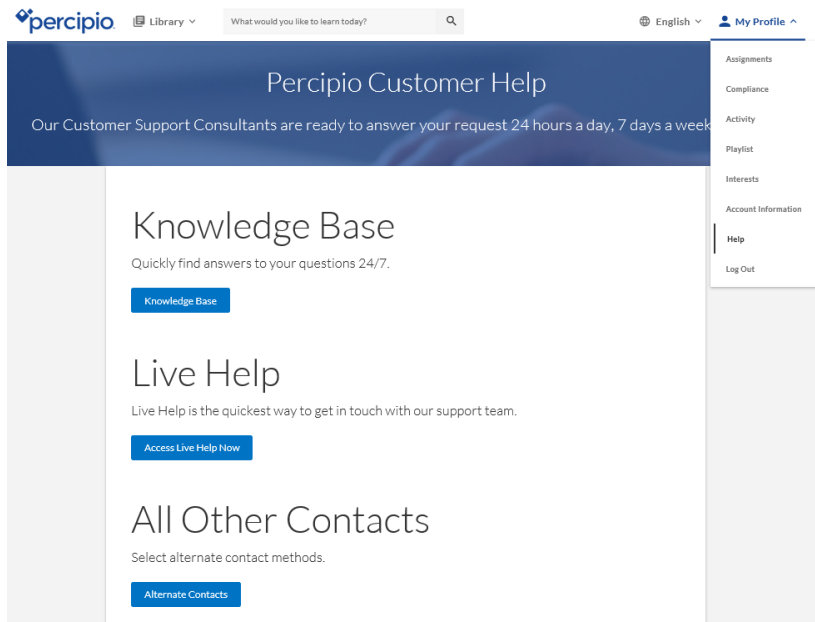 percipio.
Library
What would you like to learn today?
English
My Profile
Assignments
Compliance
Activity
Playlist
Interests
Account Information
Help
Log Out
Percipio Customer Help
Our Customer Support Consultants are ready to answer your request 24 hours a day, 7 days a week
Knowledge Base
Quickly find answers to your questions 24/7.
Knowledge Base
Live Help
Live Help is the quickest way to get in touch with our support team.
Access Live Help Now
All Other Contacts
Select alternate contact methods.
Alternate Contacts